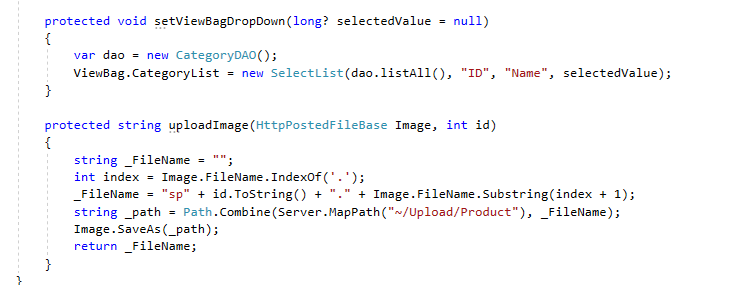 protected void setViewBagDropDown(long? selectedValue = null)
{
var dao = new CategoryDAO();
ViewBag.CategoryList = new SelectList(dao.listAll(), "ID", "Name", selectedValue);
}
protected string uploadImage(HttpPostedFileBase Image, int id)
{
string _FileName = "";
int index = Image.FileName.IndexOf('.');
_FileName = "sp" + id.ToString() + "." + Image.FileName.Substring(index + 1);
string _path = Path.Combine(Server.MapPath("~/Upload/Product"), _FileName);
Image.SaveAs(_path);
return _FileName;
}
}